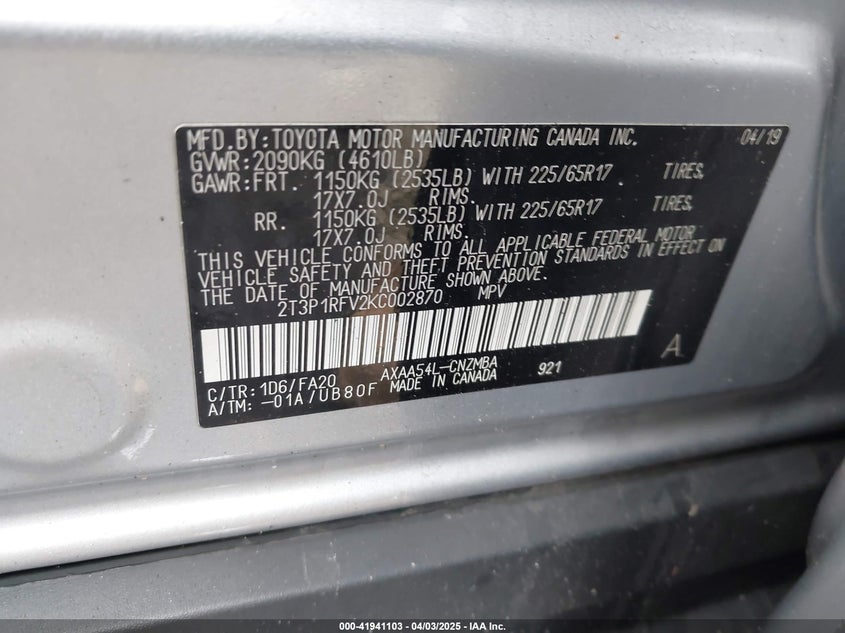 MFD.BY:TOYOTA MOTOR MANUFACTURING CANADA INC. 04/19
GVWR:2090KG (4610LB)
GAWR:FRT. 1150KG (2535LB) WITH 225/65R17 TIRES,
17X7.0J RIMS
RR. 1150KG (2535LB) WITH 225/65R17 TIRES,
17X7.0J RIMS
THIS VEHICLE CONFORMS TO ALL APPLICABLE FEDERAL MOTOR
VEHICLE SAFETY AND THEFT PREVENTION STANDARDS IN EFFECT ON
THE DATE OF MANUFACTURE SHOWN ABOVE.
2T3P1RFV2KC002870 MPV
A
C/TR:1D6/FA20 AXAA54L-CNZMBA 921
A/TM:-01A/UB80F MADE IN CANADA
000-41941103 | 04/03/2025 - IAA Inc.